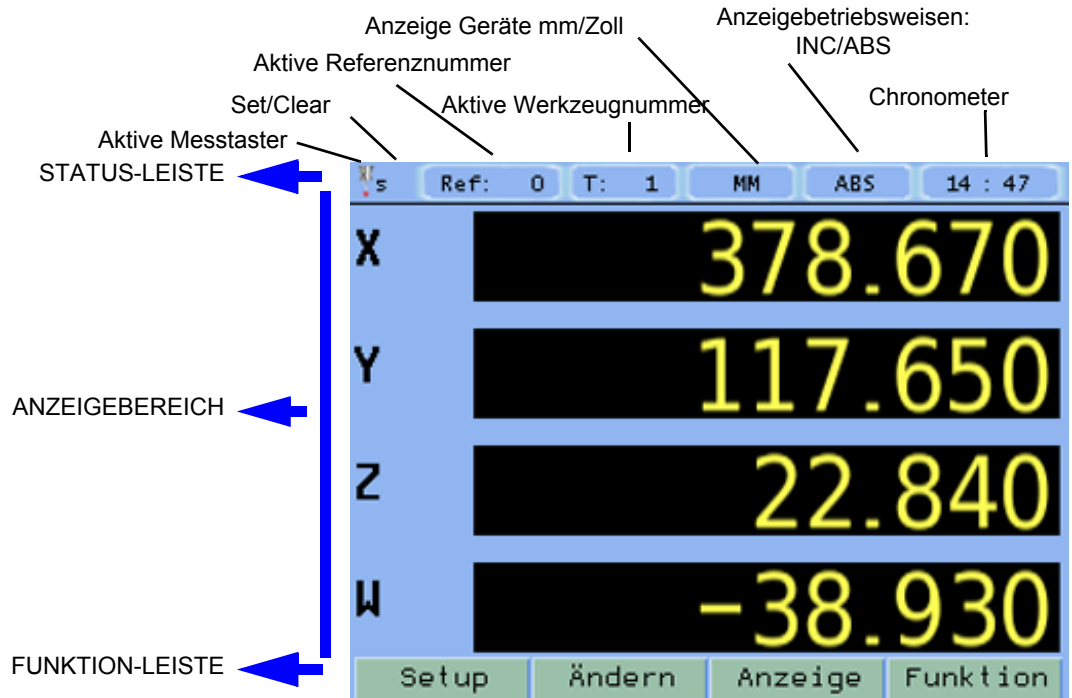 Anzeige Geräte mm/Zoll
Anzeigebetriebsweisen:
INC/ABS
Aktive Referenznummer
Set/Clear
Aktive Werkzeugnummer
Chronometer
Aktive Messtaster
STATUS-LEISTE
s Ref: 0 T: 1 MM ABS 14 : 47
X 378.670
Y 117.650
ANZEIGEBEREICH
Z 22.840
W -38.930
FUNKTION-LEISTE
Setup Ändern Anzeige Funktion